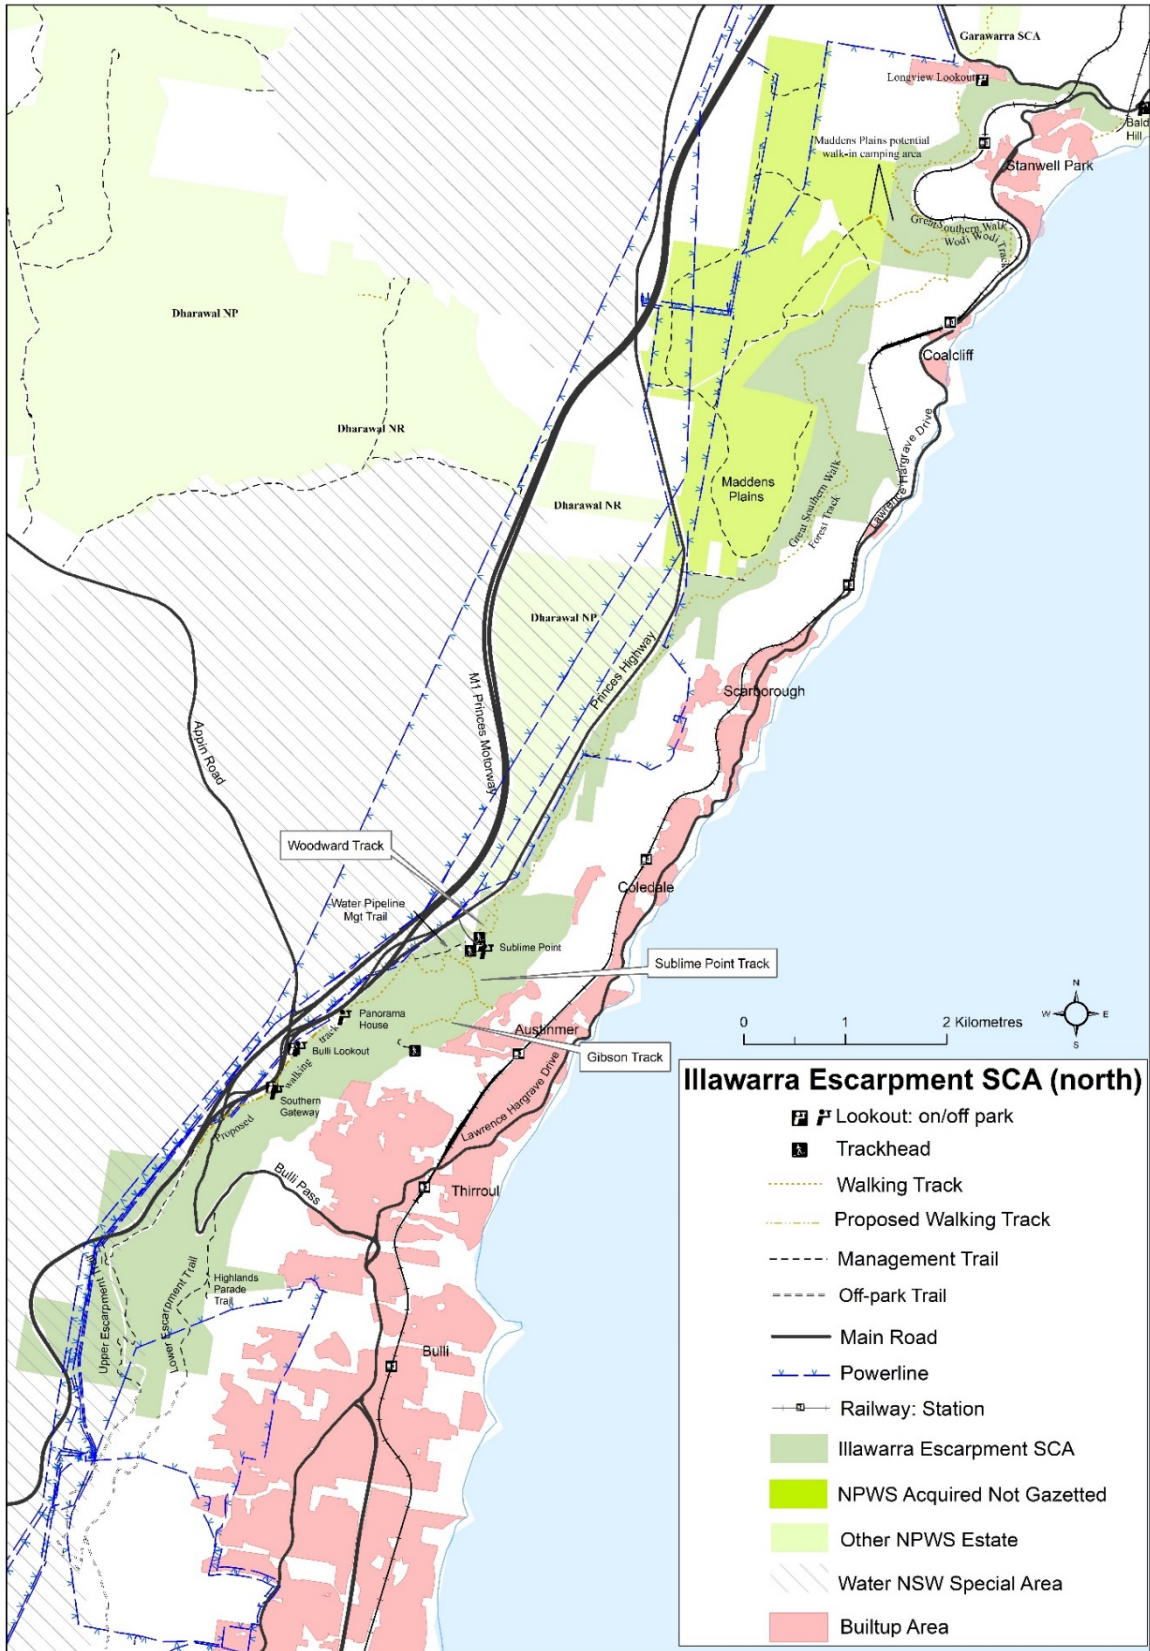 Garawarra SCA
Longview Lookout
Bald
Hill
Maddens Plains potential
walk-in camping area
Stanwell Park
Great Southern Walk
Wodi Wodi Track
Dharawal NP
Coalcliff
Lawrence Hargrave Drive
Dharawal NR
Maddens
Plains
Great Southern Walk
Forest Track
Dharawal NR
Dharawal NP
Princes Highway
M1 Princes Motorway
Scarborough
Appin Road
Woodward Track
Coledale
Water Pipeline
Mgt Trail
Sublime Point
Sublime Point Track
Panorama
House
Austinmer
Bulli Lookout
Gibson Track
Southern
Gateway
Proposed walking track
Lawrence Hargrave Drive
Bulli Pass
Thirroul
Highlands
Parade
Trail
Upper Escarpment
Lower Escarpment Trail
Bulli
N
W
E
S
0 1 2 Kilometres
Illawarra Escarpment SCA (north)
Lookout: on/off park
Trackhead
Walking Track
Proposed Walking Track
Management Trail
Off-park Trail
Main Road
Powerline
Railway: Station
Illawarra Escarpment SCA
NPWS Acquired Not Gazetted
Other NPWS Estate
Water NSW Special Area
Builtup Area